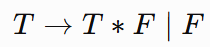 T → T * F | F